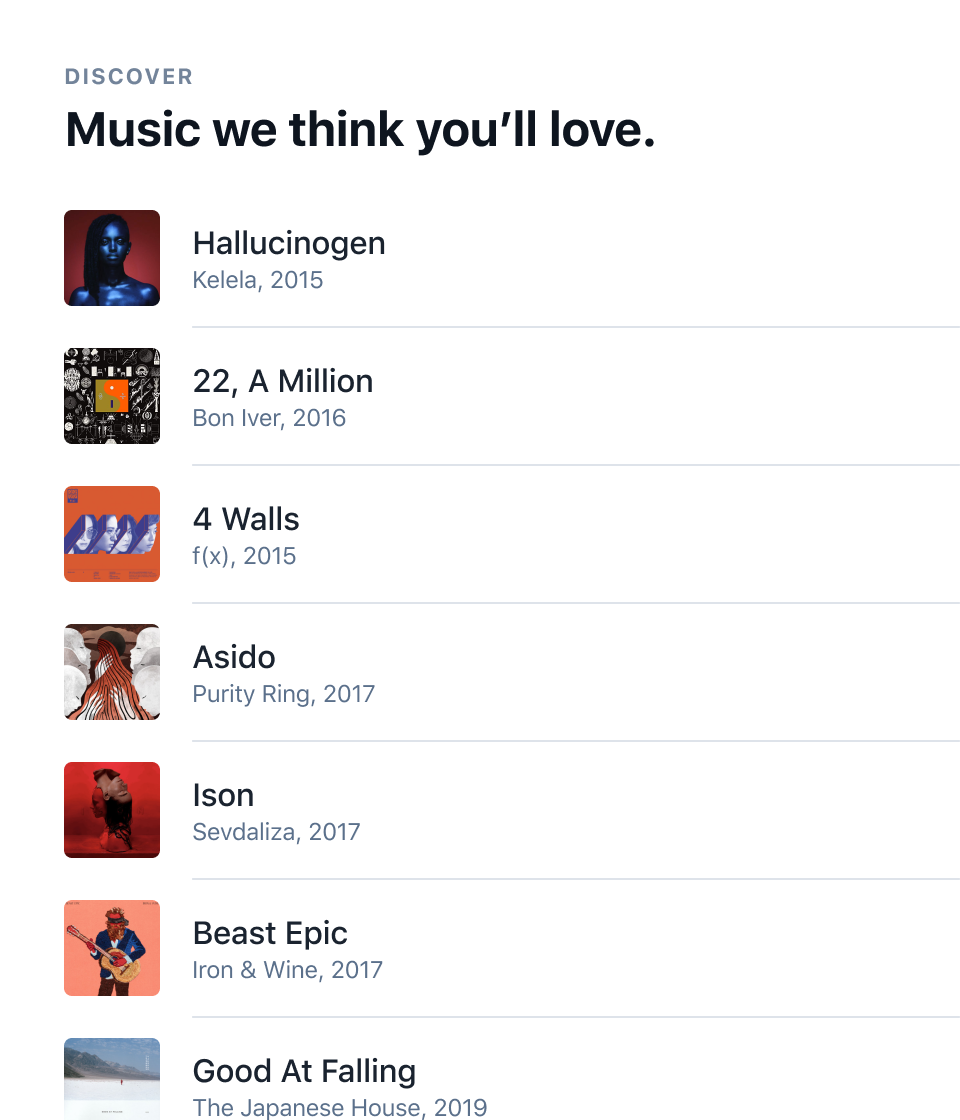 DISCOVER
Music we think you’ll love.
Hallucinogen
Kelela, 2015
22, A Million
Bon Iver, 2016
4 Walls
f(x), 2015
Asido
Purity Ring, 2017
Ison
Sevdaliza, 2017
Beast Epic
Iron & Wine, 2017
Good At Falling
The Japanese House, 2019